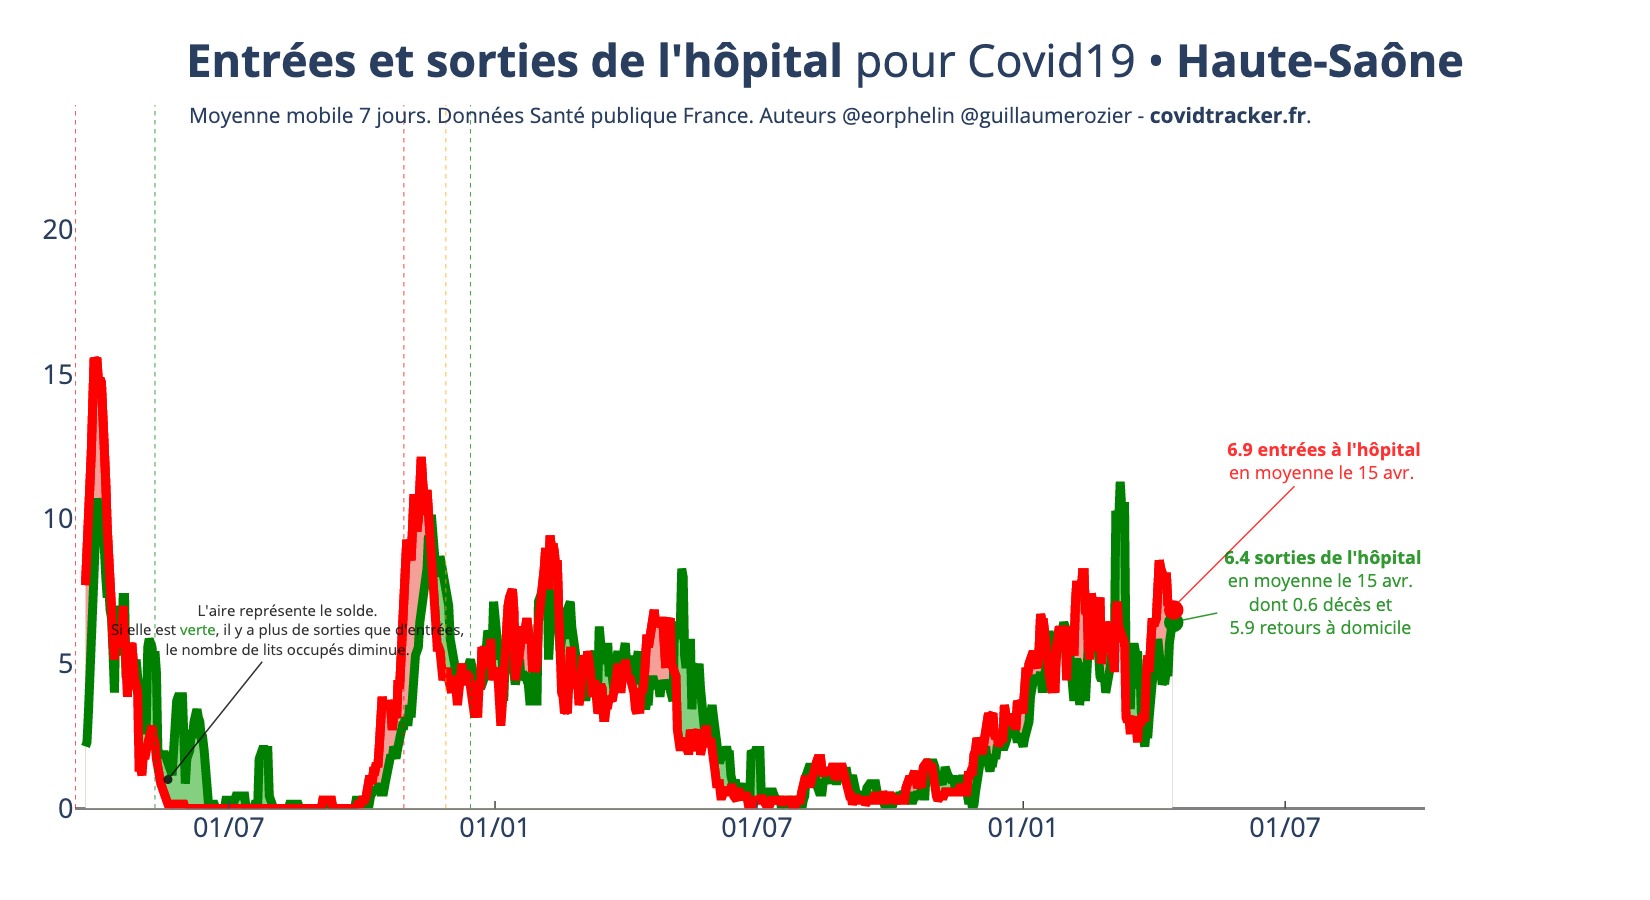 Entrées et sorties de l'hôpital pour Covid19 • Haute-Saône
Moyenne mobile 7 jours. Données Santé publique France. Auteurs @eorphelin @guillaumerozier - covidtracker.fr.
20
15
10
5
0
6.9 entrées à l'hôpital
en moyenne le 15 avr.
6.4 sorties de l'hôpital
en moyenne le 15 avr.
dont 0.6 décès et
5.9 retours à domicile
L'aire représente le solde.
Si elle est verte, il y a plus de sorties que d'entrées,
le nombre de lits occupés diminue.
01/07
01/01
01/07
01/01
01/07